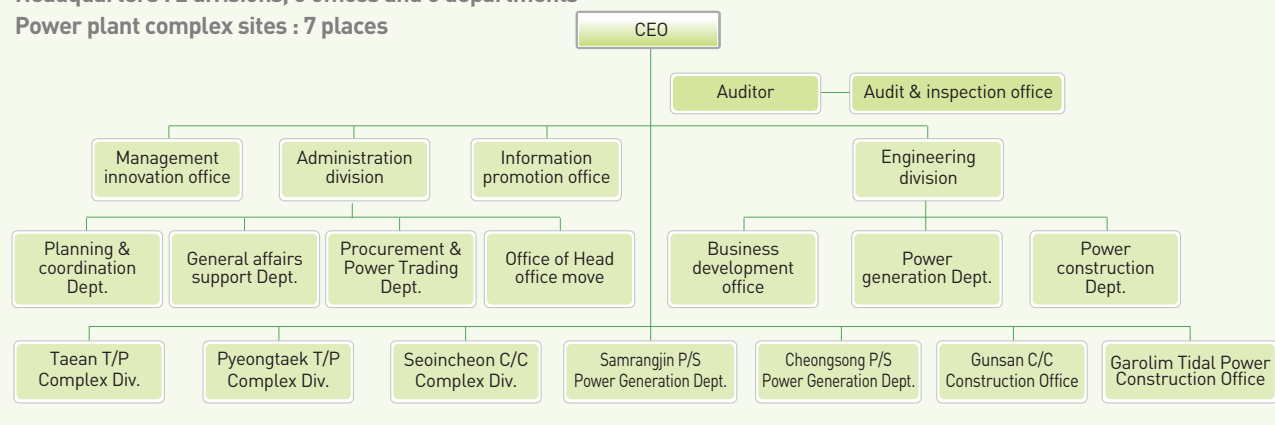 Power plant complex sites : 7 places
CEO
Auditor
Audit & inspection office
Management
innovation office
Administration
division
Information
promotion office
Engineering
division
Planning &
coordination
Dept.
General affairs
support Dept.
Procurement &
Power Trading
Dept.
Office of Head
office move
Business
development
office
Power
generation Dept.
Power
construction
Dept.
Taean T/P
Complex Div.
Pyeongtaek T/P
Complex Div.
Seoincheon C/C
Complex Div.
Samrangjin P/S
Power Generation Dept.
Cheongsong P/S
Power Generation Dept.
Gunsan C/C
Construction Office
Garolim Tidal Power
Construction Office